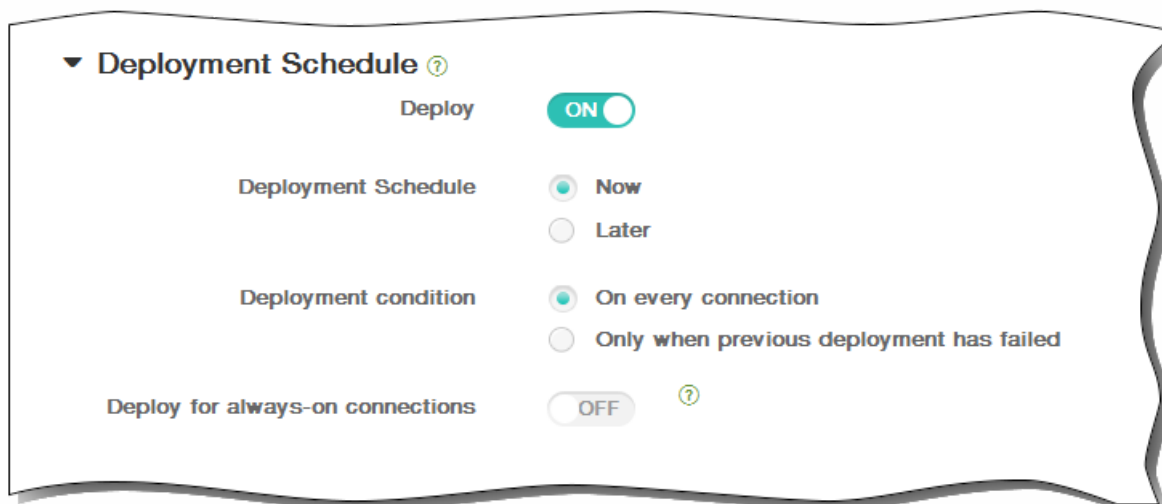 Deployment Schedule ?
Deploy ON
Deployment Schedule Now
Later
Deployment condition On every connection
Only when previous deployment has failed
Deploy for always-on connections OFF ?